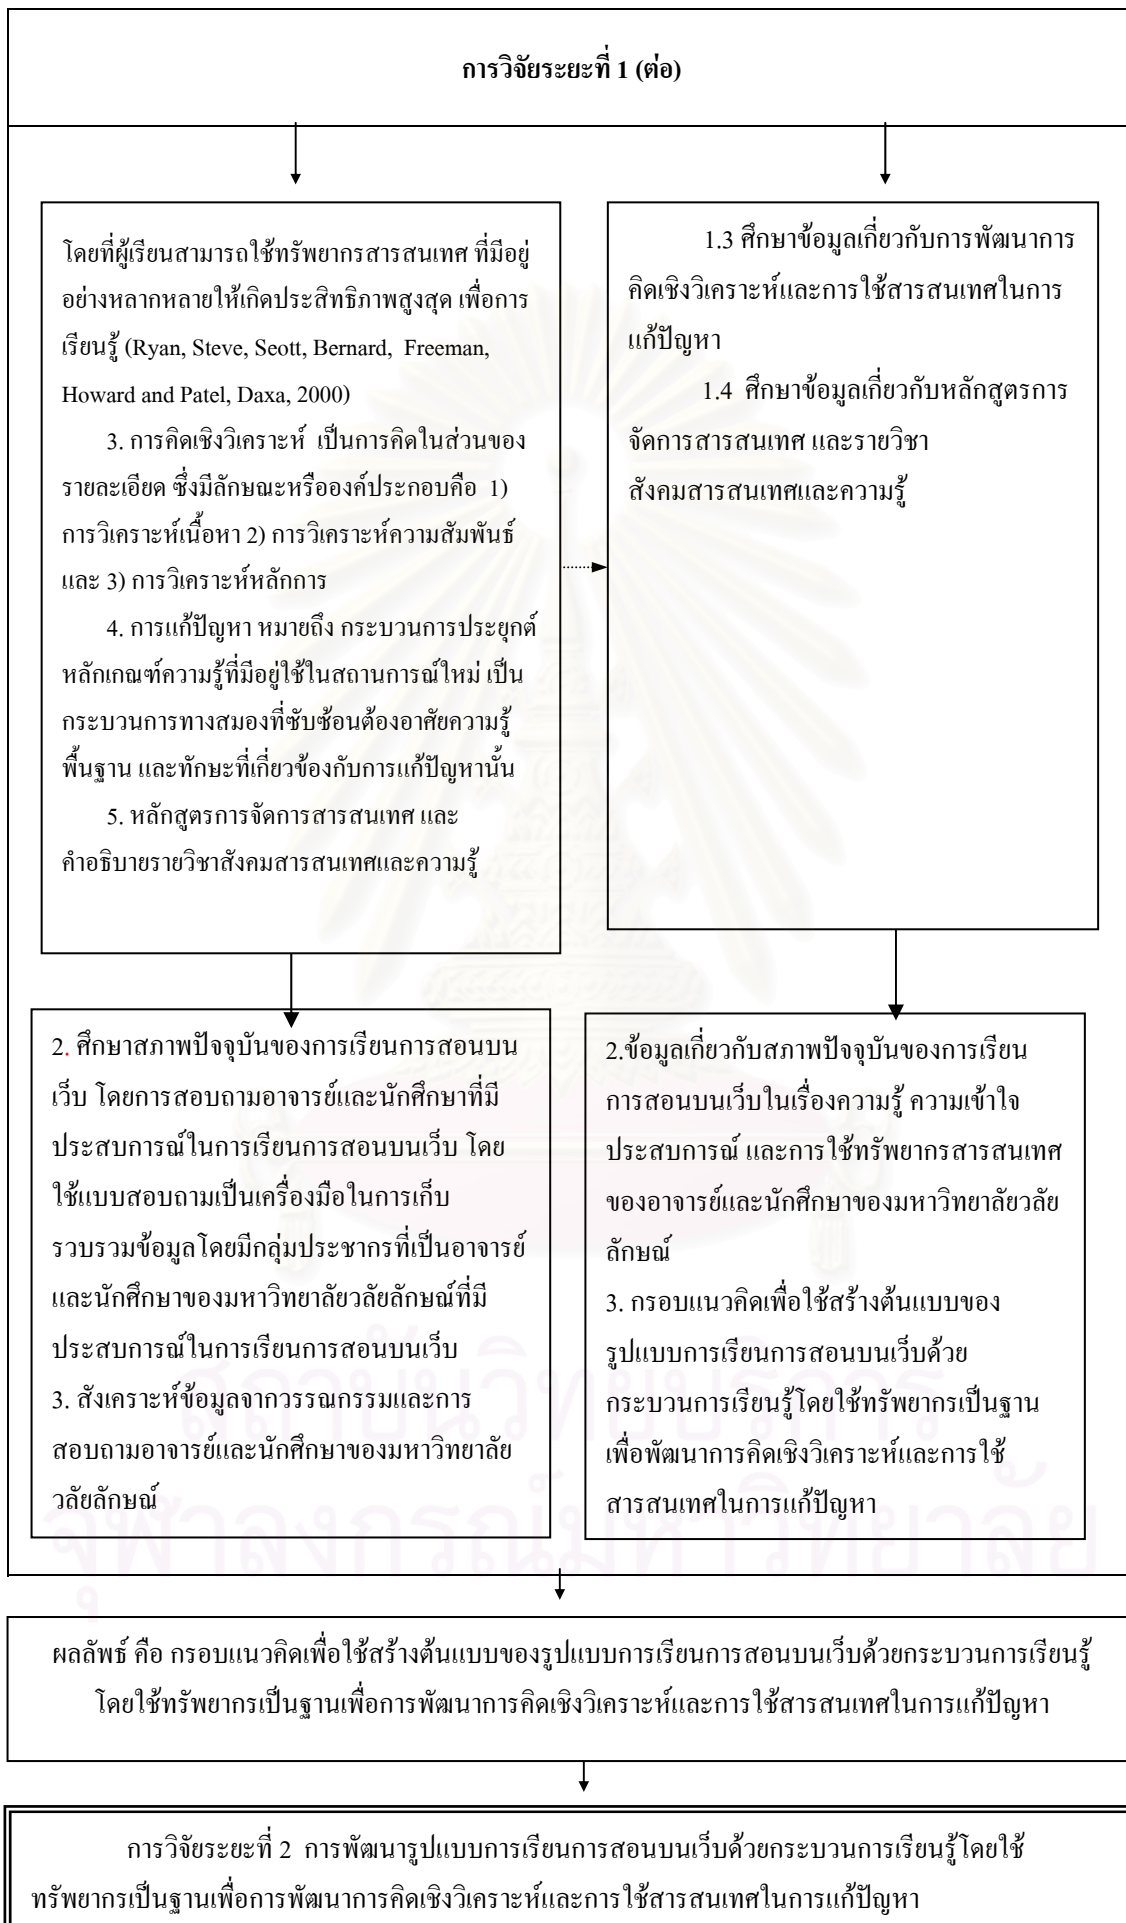 การวิจัยระยะที่ 1 (ต่อ)
โดยที่ผู้เรียนสามารถใช้ทรัพยากรสารสนเทศ ที่มีอยู่
อย่างหลากหลายให้เกิดประสิทธิภาพสูงสุด เพื่อการ
เรียนรู้ (Ryan, Steve, Seott, Bernard, Freeman,
Howard and Patel, Daxa, 2000)
3. การคิดเชิงวิเคราะห์ เป็นการคิดในส่วนของ
รายละเอียด ซึ่งมีลักษณะหรือองค์ประกอบคือ 1)
การวิเคราะห์เนื้อหา 2) การวิเคราะห์ความสัมพันธ์
และ 3) การวิเคราะห์หลักการ
4. การแก้ปัญหา หมายถึง กระบวนการประยุกต์
หลักเกณฑ์ความรู้ที่มีอยู่ใช้ในสถานการณ์ใหม่ เป็น
กระบวนการทางสมองที่ซับซ้อนต้องอาศัยความรู้
พื้นฐาน และทักษะที่เกี่ยวข้องกับการแก้ปัญหานั้น
5. หลักสูตรการจัดการสารสนเทศ และ
คำอธิบายรายวิชาสังคมสารสนเทศและความรู้
1.3 ศึกษาข้อมูลเกี่ยวกับการพัฒนาการ
คิดเชิงวิเคราะห์และการใช้สารสนเทศในการ
แก้ปัญหา
1.4 ศึกษาข้อมูลเกี่ยวกับหลักสูตรการ
จัดการสารสนเทศ และรายวิชา
สังคมสารสนเทศและความรู้
2. ศึกษาสภาพปัจจุบันของการเรียนการสอนบน
เว็บ โดยการสอบถามอาจารย์และนักศึกษาที่มี
ประสบการณ์ในการเรียนการสอนบนเว็บ โดย
ใช้แบบสอบถามเป็นเครื่องมือในการเก็บ
รวบรวมข้อมูลโดยมีกลุ่มประชากรที่เป็นอาจารย์
และนักศึกษาของมหาวิทยาลัยวลัยลักษณ์ที่มี
ประสบการณ์ในการเรียนการสอนบนเว็บ
3. สังเคราะห์ข้อมูลจากวรรณกรรมและการ
สอบถามอาจารย์และนักศึกษาของมหาวิทยาลัย
วลัยลักษณ์
2.ข้อมูลเกี่ยวกับสภาพปัจจุบันของการเรียน
การสอนบนเว็บในเรื่องความรู้ ความเข้าใจ
ประสบการณ์ และการใช้ทรัพยากรสารสนเทศ
ของอาจารย์และนักศึกษาของมหาวิทยาลัยวลัย
ลักษณ์
3. กรอบแนวคิดเพื่อใช้สร้างต้นแบบของ
รูปแบบการเรียนการสอนบนเว็บด้วย
กระบวนการเรียนรู้โดยใช้ทรัพยากรเป็นฐาน
เพื่อพัฒนาการคิดเชิงวิเคราะห์และการใช้
สารสนเทศในการแก้ปัญหา
สถาบันวิทยบริการ
จุฬาลงกรณ์มหาวิทยาลัย
ผลลัพธ์ คือ กรอบแนวคิดเพื่อใช้สร้างต้นแบบของรูปแบบการเรียนการสอนบนเว็บด้วยกระบวนการเรียนรู้
โดยใช้ทรัพยากรเป็นฐานเพื่อการพัฒนาการคิดเชิงวิเคราะห์และการใช้สารสนเทศในการแก้ปัญหา
การวิจัยระยะที่ 2 การพัฒนารูปแบบการเรียนการสอนบนเว็บด้วยกระบวนการเรียนรู้โดยใช้
ทรัพยากรเป็นฐานเพื่อการพัฒนาการคิดเชิงวิเคราะห์และการใช้สารสนเทศในการแก้ปัญหา